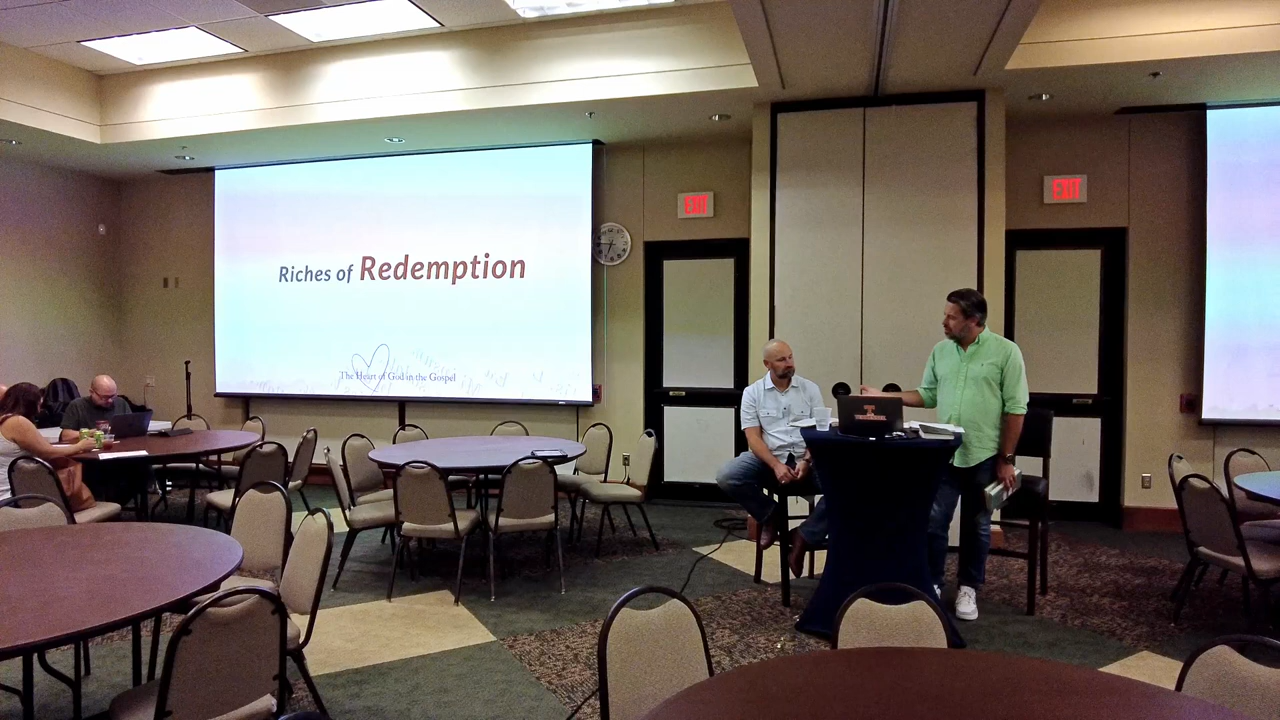 Riches of Redemption
The Heart of God in the Gospel
EXIT
EXIT
T